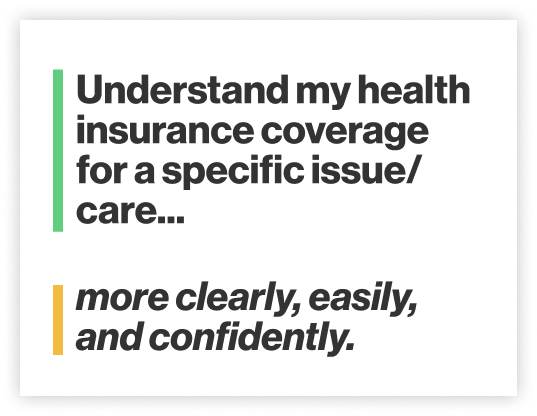 Understand my health
insurance coverage
for a specific issue/
care...
more clearly, easily,
and confidently.